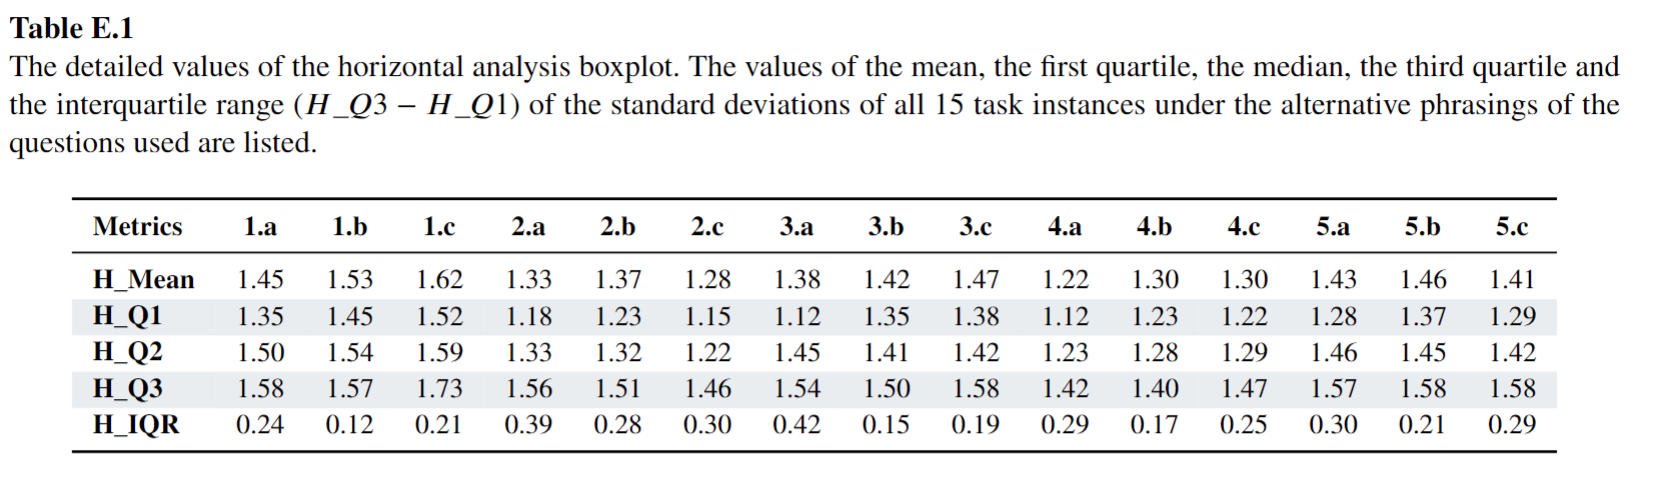 Table E.1
The detailed values of the horizontal analysis boxplot. The values of the mean, the first quartile, the median, the third quartile and
the interquartile range (H_Q3 − H_Q1) of the standard deviations of all 15 task instances under the alternative phrasings of the
questions used are listed.
Metrics 1.a 1.b 1.c 2.a 2.b 2.c 3.a 3.b 3.c 4.a 4.b 4.c 5.a 5.b 5.c
H_Mean 1.45 1.53 1.62 1.33 1.37 1.28 1.38 1.42 1.47 1.22 1.30 1.30 1.43 1.46 1.41
H_Q1 1.35 1.45 1.52 1.18 1.23 1.15 1.12 1.35 1.38 1.12 1.23 1.22 1.28 1.37 1.29
H_Q2 1.50 1.54 1.59 1.33 1.32 1.22 1.45 1.41 1.42 1.23 1.28 1.29 1.46 1.45 1.42
H_Q3 1.58 1.57 1.73 1.56 1.51 1.46 1.54 1.50 1.58 1.42 1.40 1.47 1.57 1.58 1.58
H_IQR 0.24 0.12 0.21 0.39 0.28 0.30 0.42 0.15 0.19 0.29 0.17 0.25 0.30 0.21 0.29